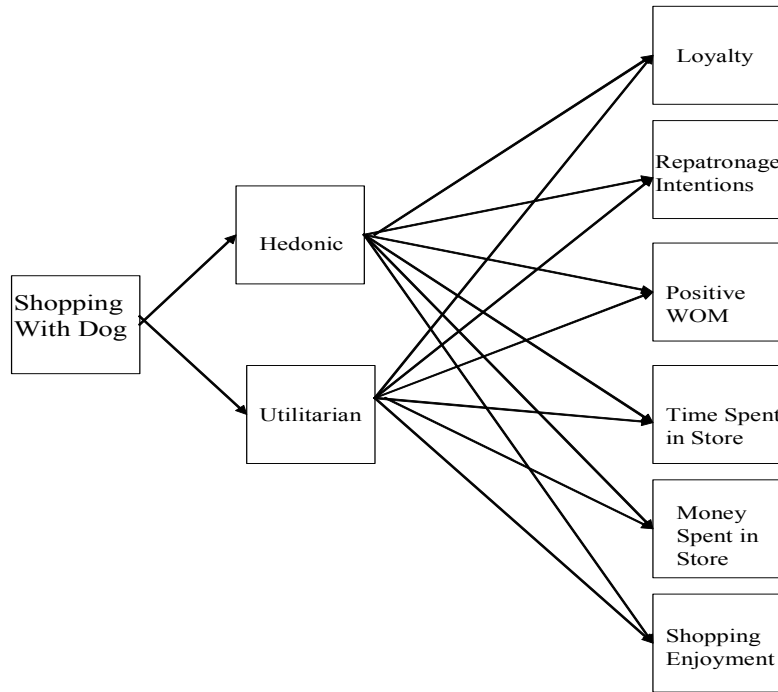 Shopping
With Dog
Hedonic
Utilitarian
Loyalty
Repatronage
Intentions
Positive
WOM
Time Spent
in Store
Money
Spent in
Store
Shopping
Enjoyment